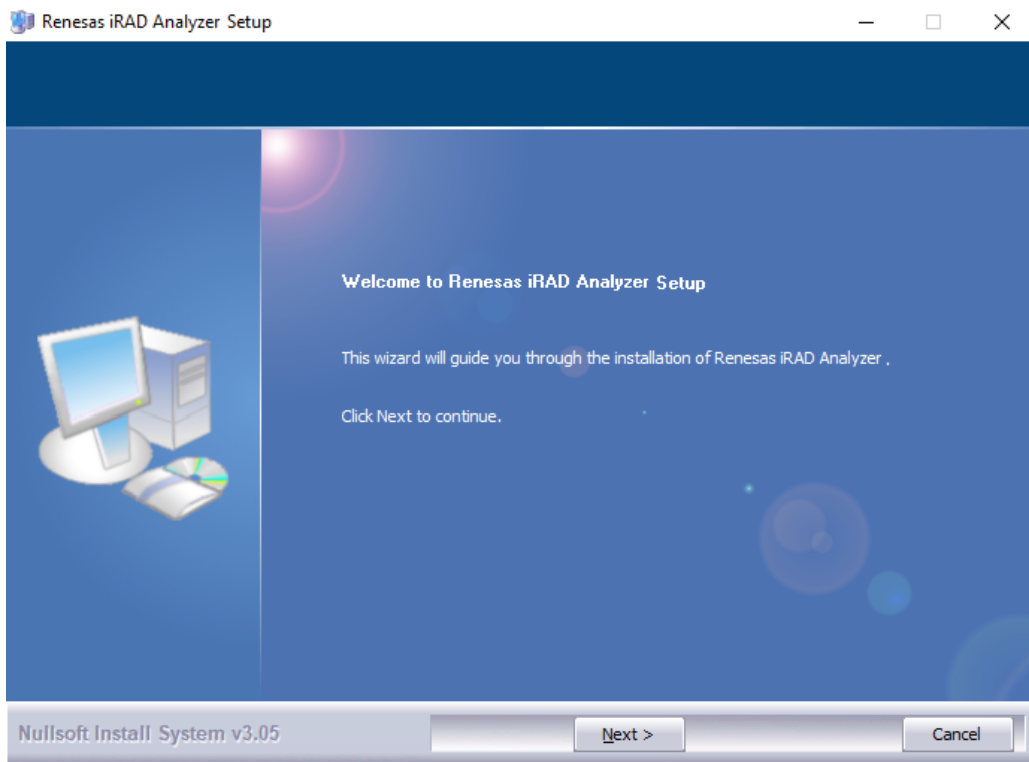 Renesas iRAD Analyzer Setup
Welcome to Renesas iRAD Analyzer Setup
This wizard will guide you through the installation of Renesas iRAD Analyzer .
Click Next to continue.
Nullsoft Install System v3.05
Next >
Cancel